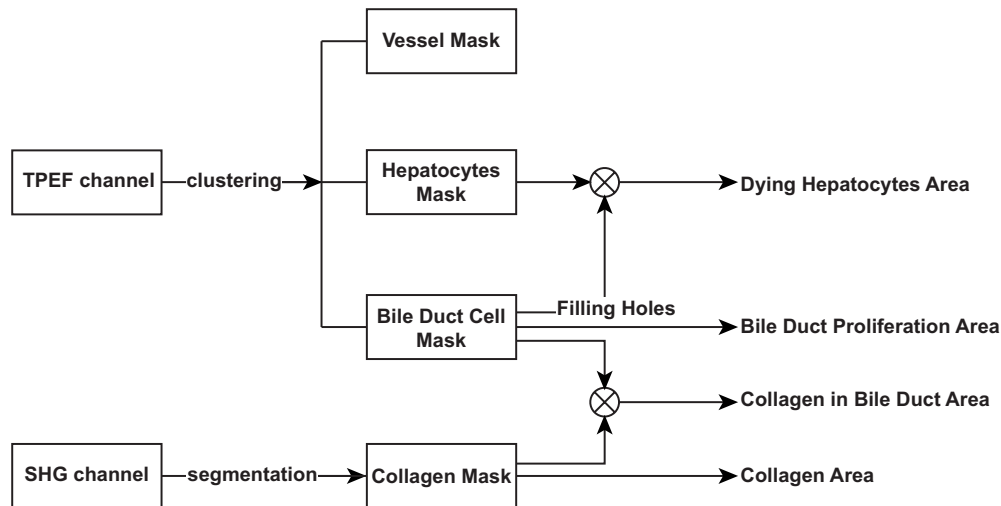 Vessel Mask
TPEF channel
clustering
Hepatocytes
Mask
Dying Hepatocytes Area
Bile Duct Cell
Mask
Filling Holes
Bile Duct Proliferation Area
Collagen in Bile Duct Area
SHG channel
segmentation
Collagen Mask
Collagen Area